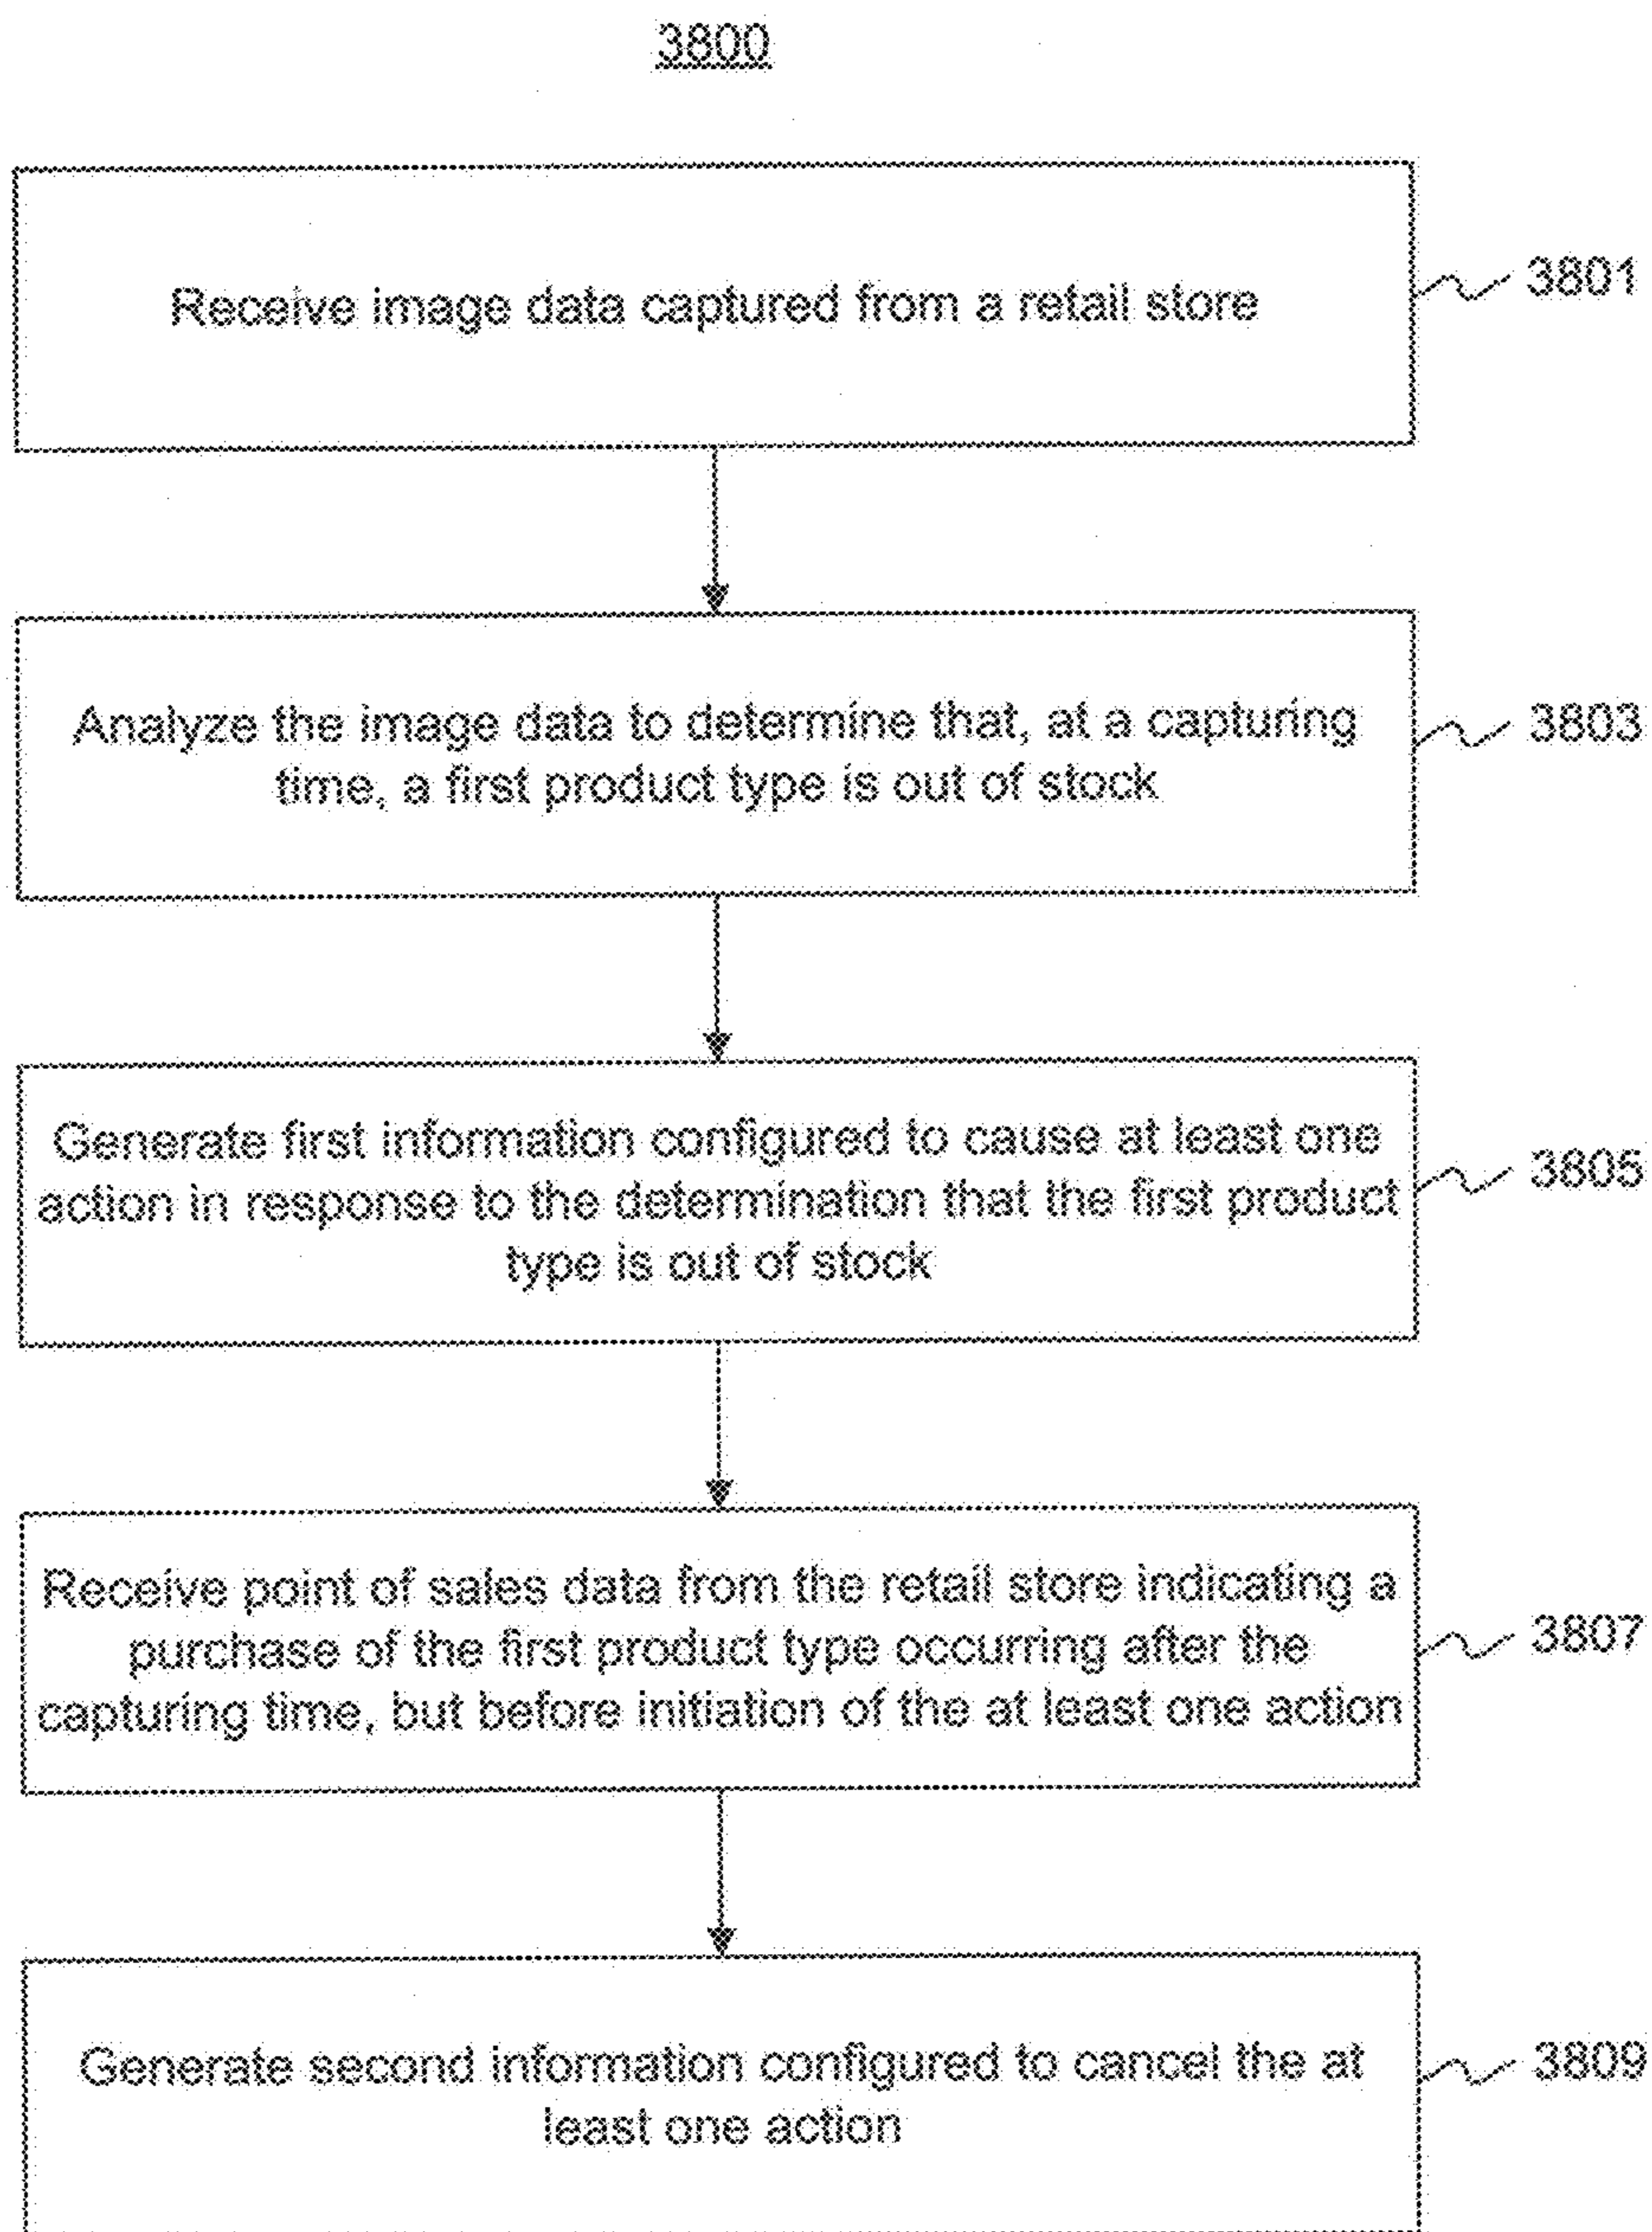 3800
Receive image data captured from a retail store
3801
Analyze the image data to determine that, at a capturing
time, a first product type is out of stock
3803
Generate first information configured to cause at least one
action in response to the determination that the first product
type is out of stock
3805
Receive point of sales data from the retail store indicating a
purchase of the first product type occurring after the
capturing time, but before initiation of the at least one action
3807
Generate second information configured to cancel the at
least one action
3809